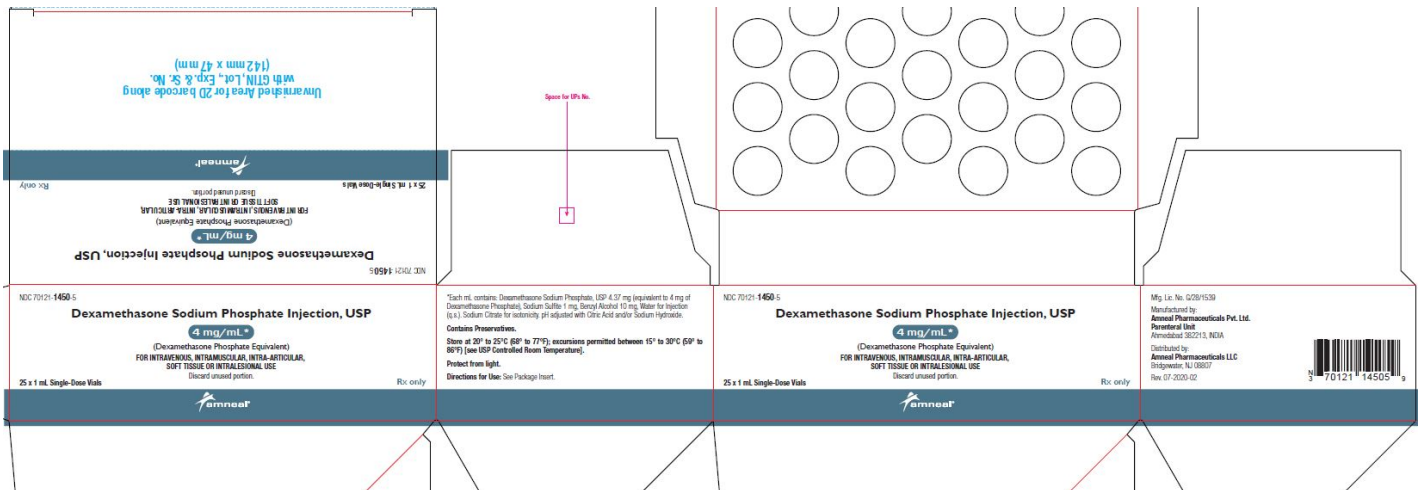 Unvarnished Area for 2D barcode along
with GTIN, Lot., Exp. & Sr. No.
(142 mm x 47 mm)
amneal
25 x 1 mL Single-Dose Vials
Rx only
Discard unused portion.
SOFT TISSUE OR INTRALESIONAL USE
FOR INTRAVENOUS, INTRAMUSCULAR, INTRA-ARTICULAR,
(Dexamethasone Phosphate Equivalent)
4 mg/mL*
Dexamethasone Sodium Phosphate Injection, USP
NDC 70121-1450-5
Space for UPs No.
NDC 70121-1450-5
Dexamethasone Sodium Phosphate Injection, USP
4 mg/mL*
(Dexamethasone Phosphate Equivalent)
FOR INTRAVENOUS, INTRAMUSCULAR, INTRA-ARTICULAR,
SOFT TISSUE OR INTRALESIONAL USE
Discard unused portion.
25 x 1 mL Single-Dose Vials
Rx only
amneal
*Each mL contains: Dexamethasone Sodium Phosphate, USP 4.37 mg (equivalent to 4 mg of
Dexamethasone Phosphate), Sodium Sulfite 1 mg, Benzyl Alcohol 10 mg, Water for Injection
(q.s.). Sodium Citrate for isotonicity. pH adjusted with Citric Acid and/or Sodium Hydroxide.
Contains Preservatives.
Store at 20° to 25°C (68° to 77°F); excursions permitted between 15° to 30°C (59° to
86°F) [see USP Controlled Room Temperature].
Protect from light.
Directions for Use: See Package Insert.
NDC 70121-1450-5
Dexamethasone Sodium Phosphate Injection, USP
4 mg/mL*
(Dexamethasone Phosphate Equivalent)
FOR INTRAVENOUS, INTRAMUSCULAR, INTRA-ARTICULAR,
SOFT TISSUE OR INTRALESIONAL USE
Discard unused portion.
25 x 1 mL Single-Dose Vials
Rx only
amneal
Mfg. Lic. No. G/28/1539
Manufactured by:
Amneal Pharmaceuticals Pvt. Ltd.
Parenteral Unit
Ahmedabad 382213, INDIA
Distributed by:
Amneal Pharmaceuticals LLC
Bridgewater, NJ 08807
Rev. 07-2020-02
N
3 70121 14505 9